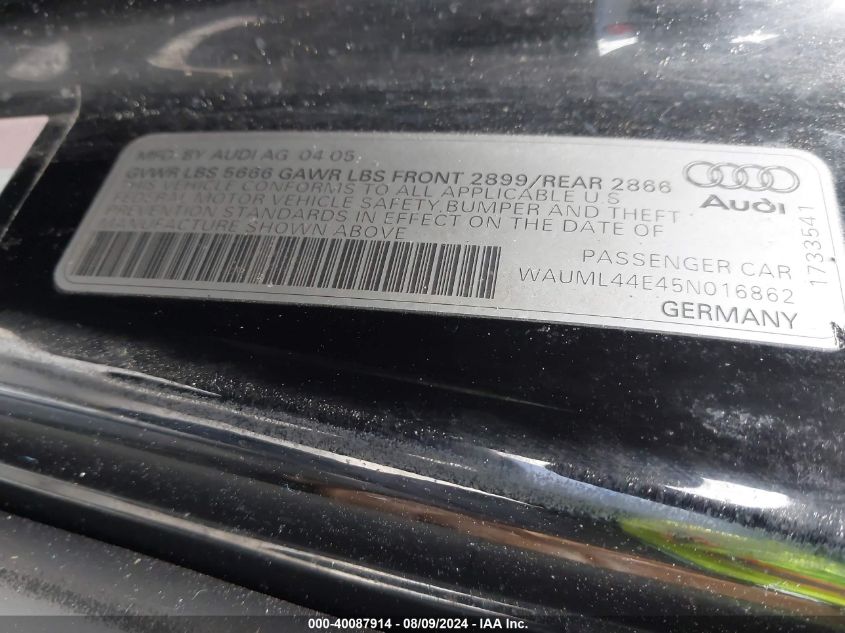 MFD BY AUDI AG 04 05
GVWR LBS 5666 GAWR LBS FRONT 2899/REAR 2866
THIS VEHICLE CONFORMS TO ALL APPLICABLE U.S
FEDERAL MOTOR VEHICLE SAFETY, BUMPER AND THEFT
PREVENTION STANDARDS IN EFFECT ON THE DATE OF
MANUFACTURE SHOWN ABOVE
Audi
PASSENGER CAR
WAUML44E45N016862
GERMANY
1733541
000-40087914 - 08/09/2024 - IAA Inc.